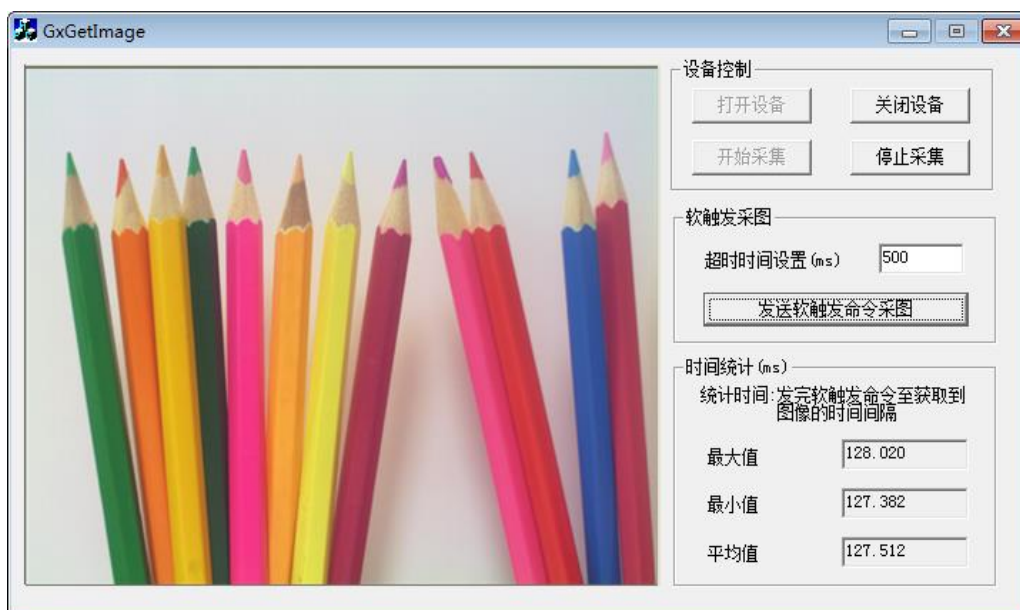 GxGetImage
设备控制
打开设备
关闭设备
开始采集
停止采集
软触发采图
超时时间设置(ms)
500
发送软触发命令采图
时间统计(ms)
统计时间:发完软触发命令至获取到
图像的时间间隔
最大值
128.020
最小值
127.382
平均值
127.512